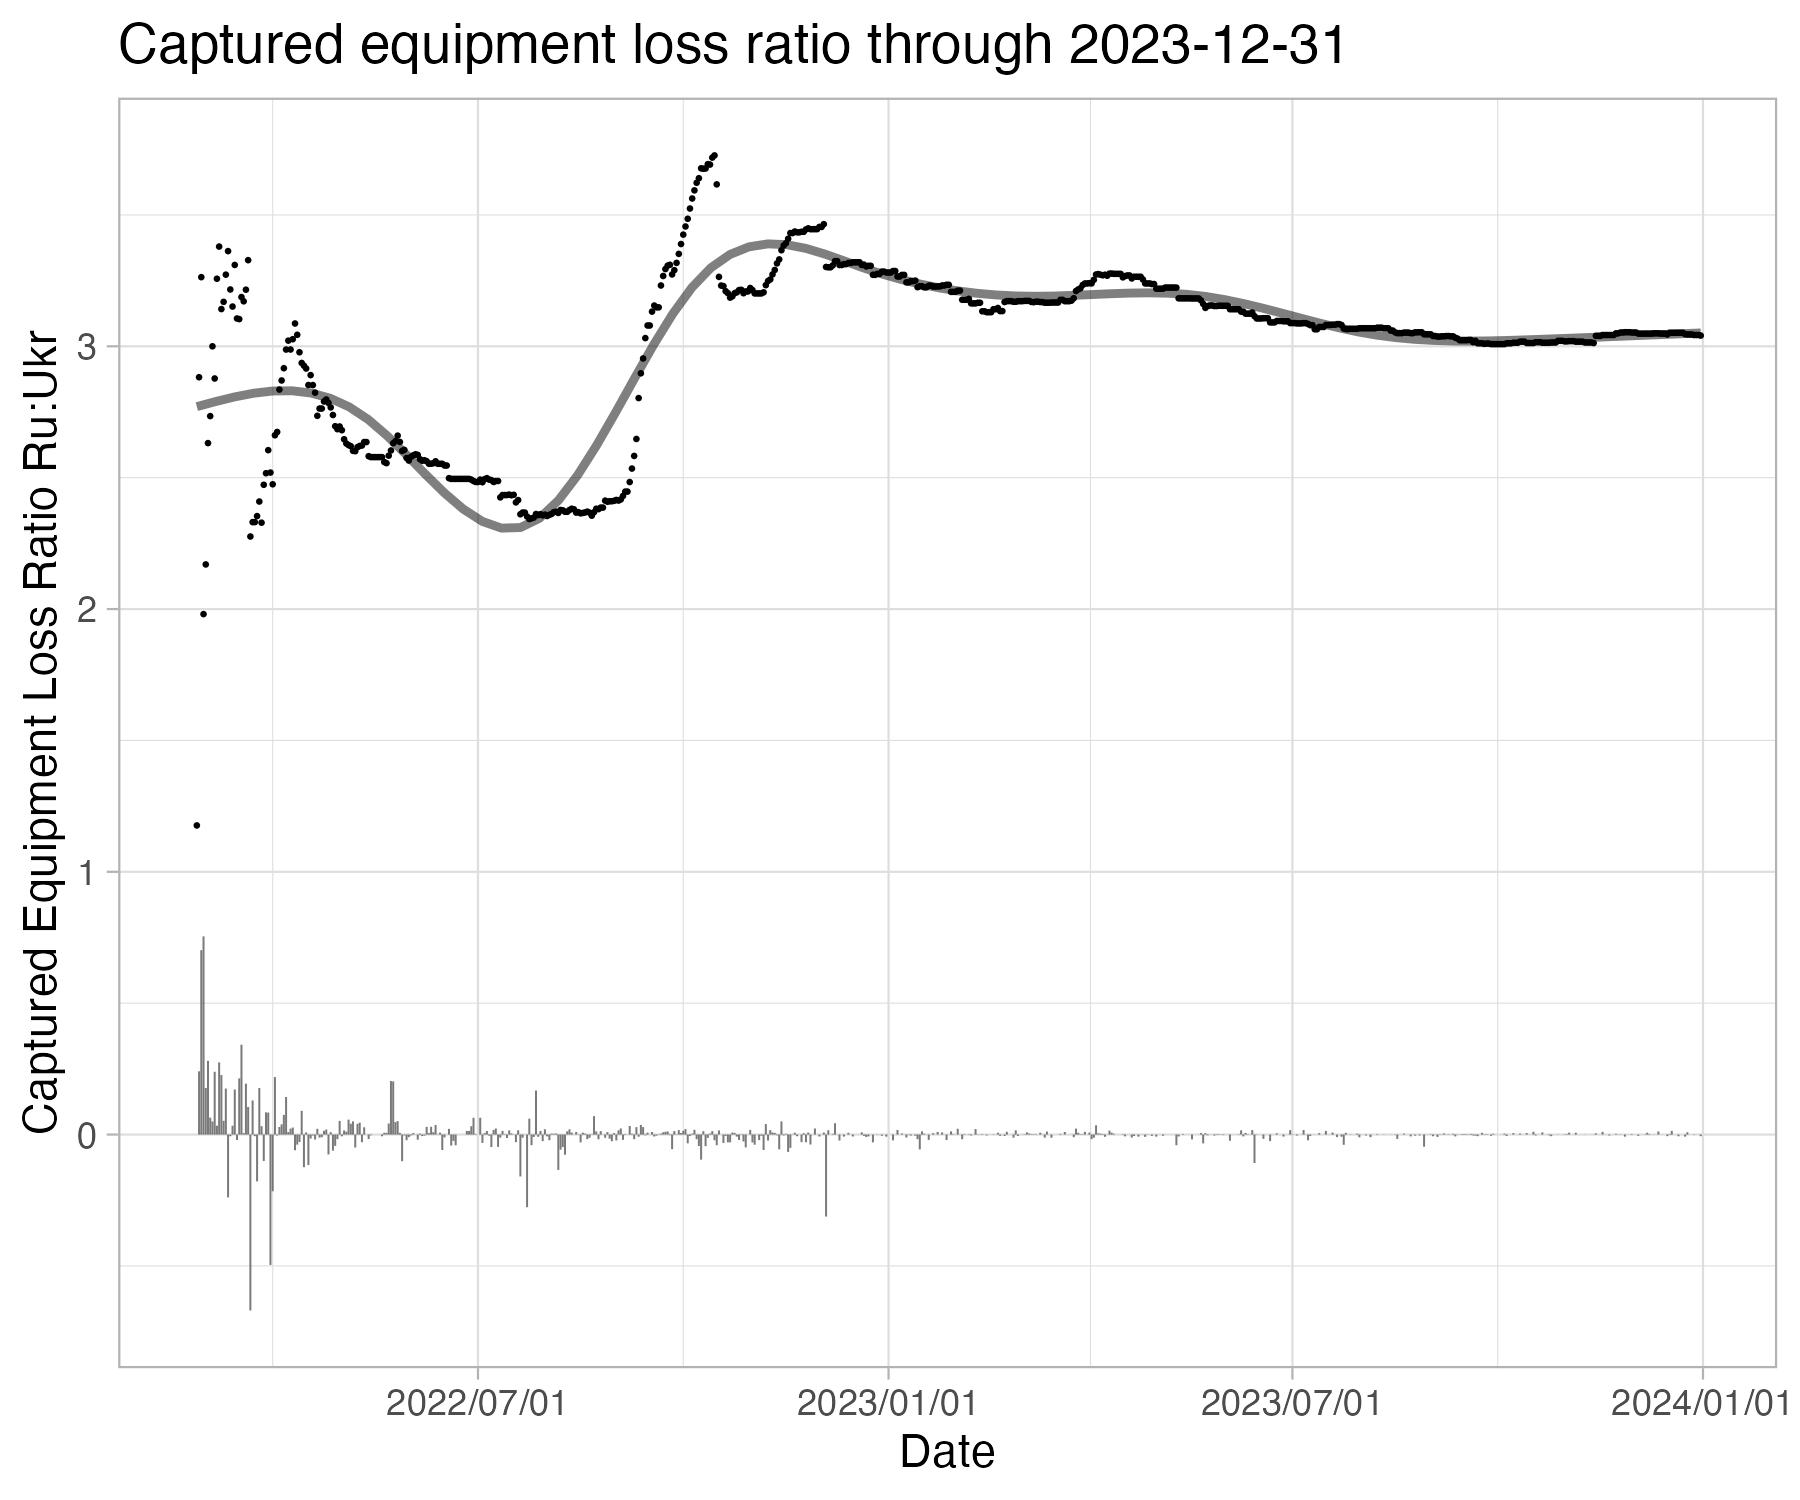 Captured equipment loss ratio through 2023-12-31
Captured Equipment Loss Ratio Ru:Ukr
3
2
1
0
2022/07/01
2023/01/01
2023/07/01
2024/01/01
Date